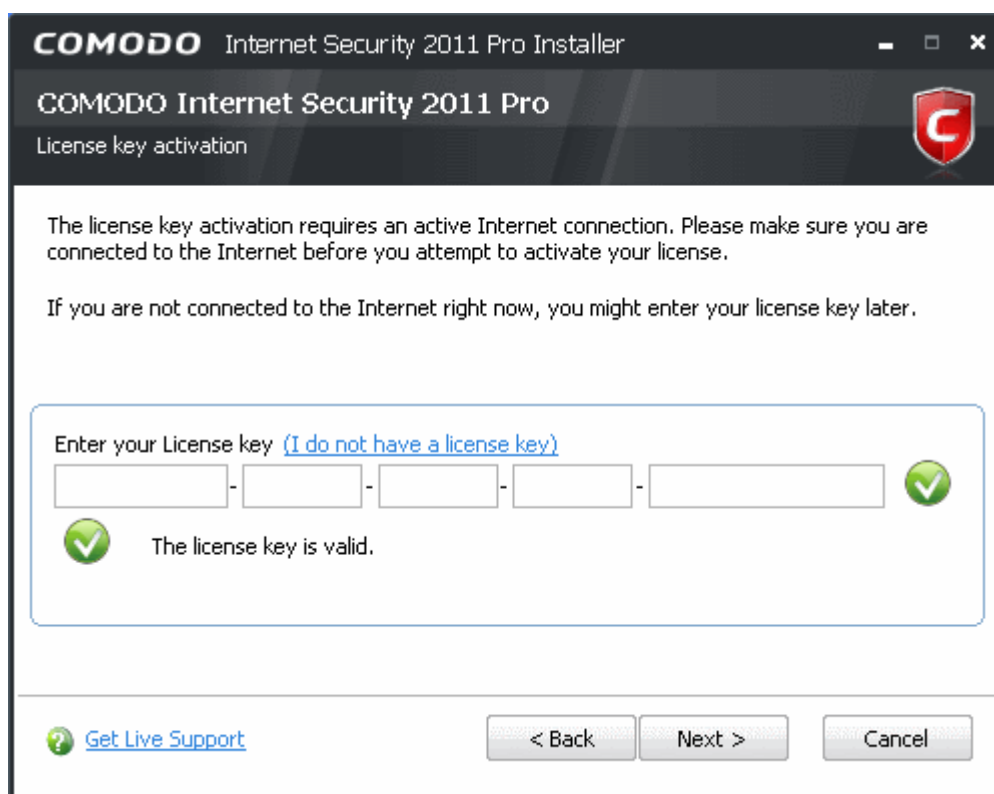 COMODO Internet Security 2011 Pro Installer
COMODO Internet Security 2011 Pro
License key activation
C
The license key activation requires an active Internet connection. Please make sure you are
connected to the Internet before you attempt to activate your license.
If you are not connected to the Internet right now, you might enter your license key later.
Enter your License key (I do not have a license key)
- - - -
The license key is valid.
? Get Live Support
< Back
Next >
Cancel